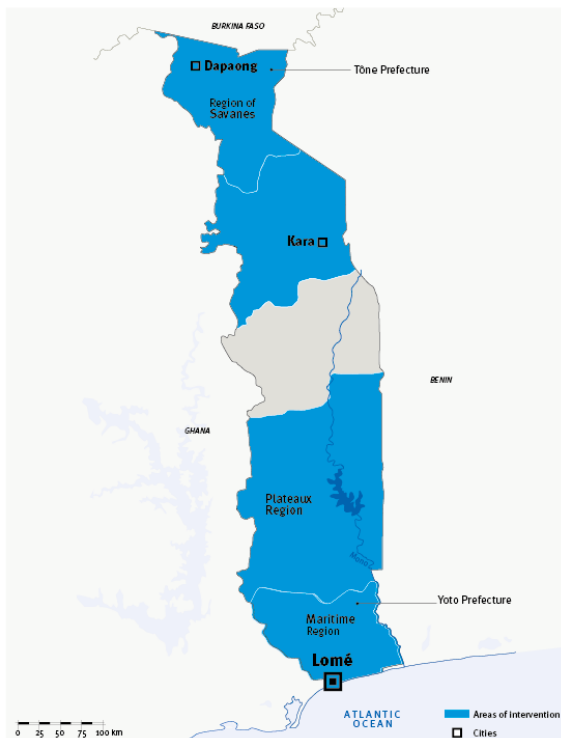 BURKINA FASO
Dapaong
Tône Prefecture
Region of
Savanes
Kara
BENIN
GHANA
Plateaux
Region
Mono
Yoto Prefecture
Maritime
Region
Lomé
ATLANTIC
OCEAN
Areas of intervention
Cities
0 25 50 75 100 km